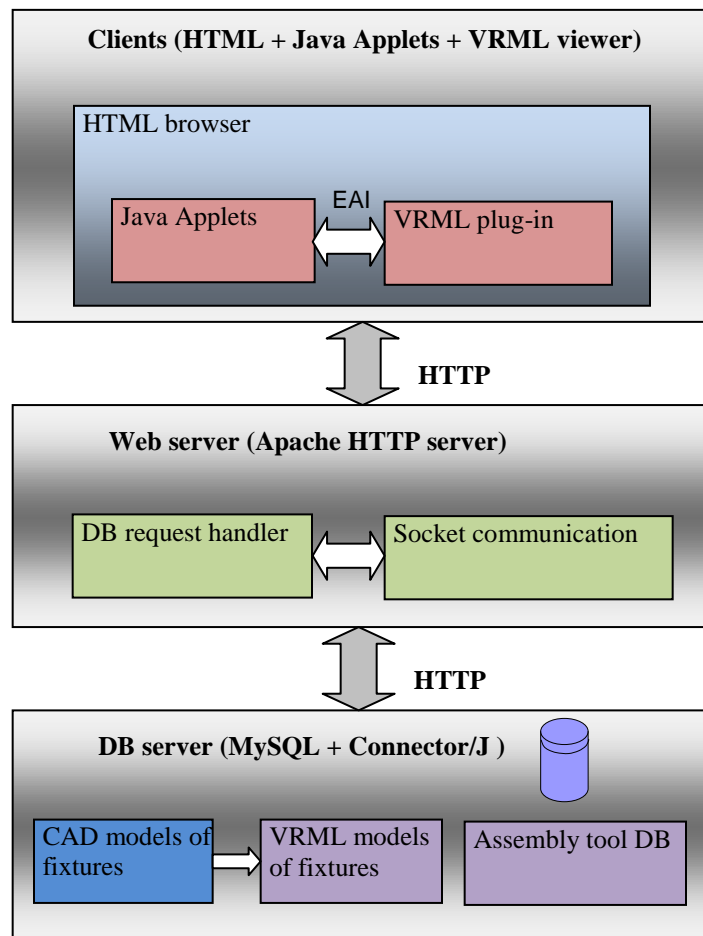 Clients (HTML + Java Applets + VRML viewer)
HTML browser
Java Applets
EAI
VRML plug-in
HTTP
Web server (Apache HTTP server)
DB request handler
Socket communication
HTTP
DB server (MySQL + Connector/J )
CAD models of
fixtures
VRML models
of fixtures
Assembly tool DB